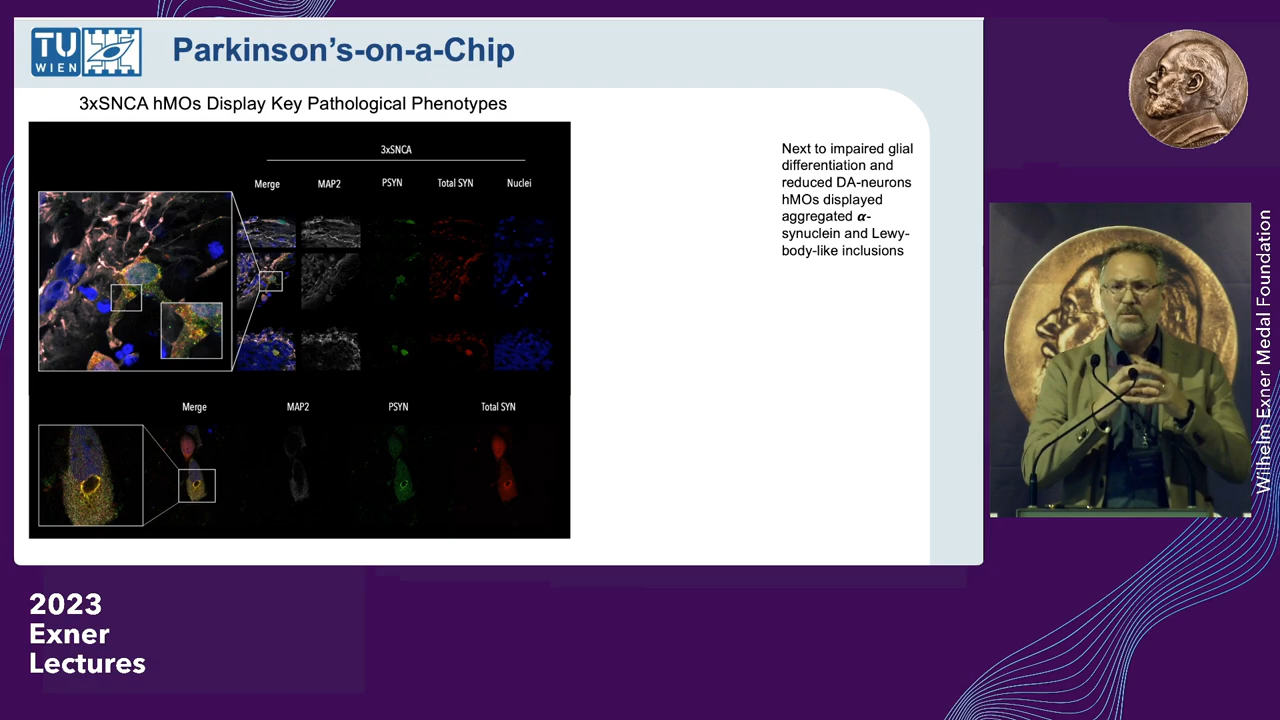 TU
WIEN
Parkinson's-on-a-Chip
3xSNCA hMOs Display Key Pathological Phenotypes
3xSNCA
Merge MAP2 PSYN Total SYN Nuclei
Merge MAP2 PSYN Total SYN
Next to impaired glial
differentiation and
reduced DA-neurons
hMOs displayed
aggregated α-
synuclein and Lewy-
body-like inclusions
Wilhelm Exner Medal Foundation
2023
Exner
Lectures